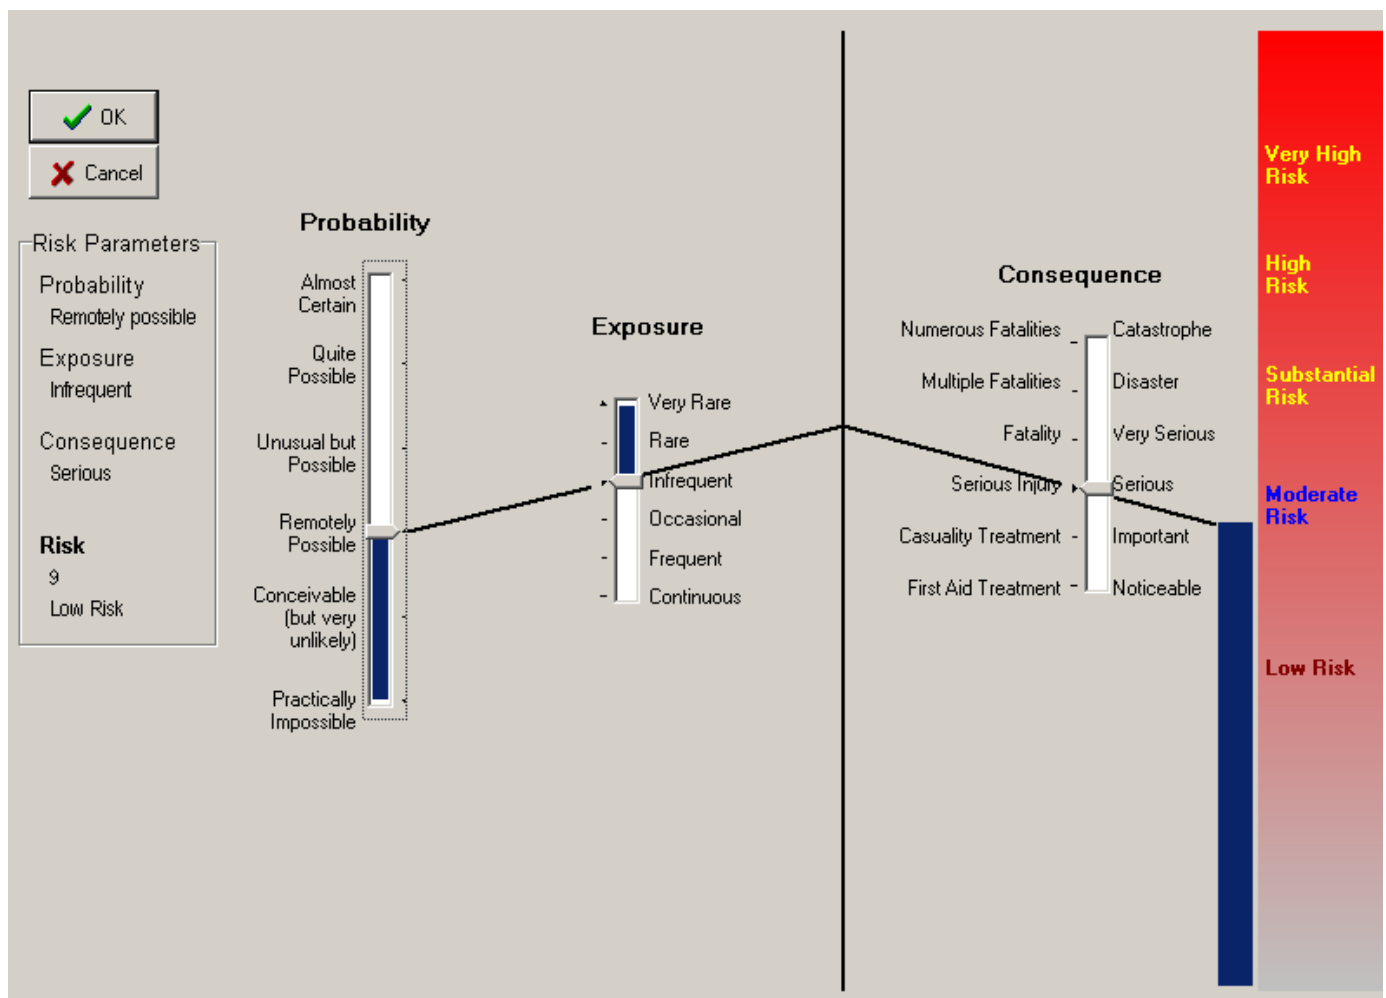 OK
Cancel
Risk Parameters
Probability
Remotely possible
Exposure
Infrequent
Consequence
Serious
Risk
9
Low Risk
Probability
Almost
Certain
Quite
Possible
Unusual but
Possible
Remotely
Possible
Conceivable
(but very
unlikely)
Practically
Impossible
Exposure
Very Rare
Rare
Infrequent
Occasional
Frequent
Continuous
Consequence
Numerous Fatalities
Catastrophe
Multiple Fatalities
Disaster
Fatality
Very Serious
Serious Injury
Serious
Casuality Treatment
Important
First Aid Treatment
Noticeable
Very High
Risk
High
Risk
Substantial
Risk
Moderate
Risk
Low Risk